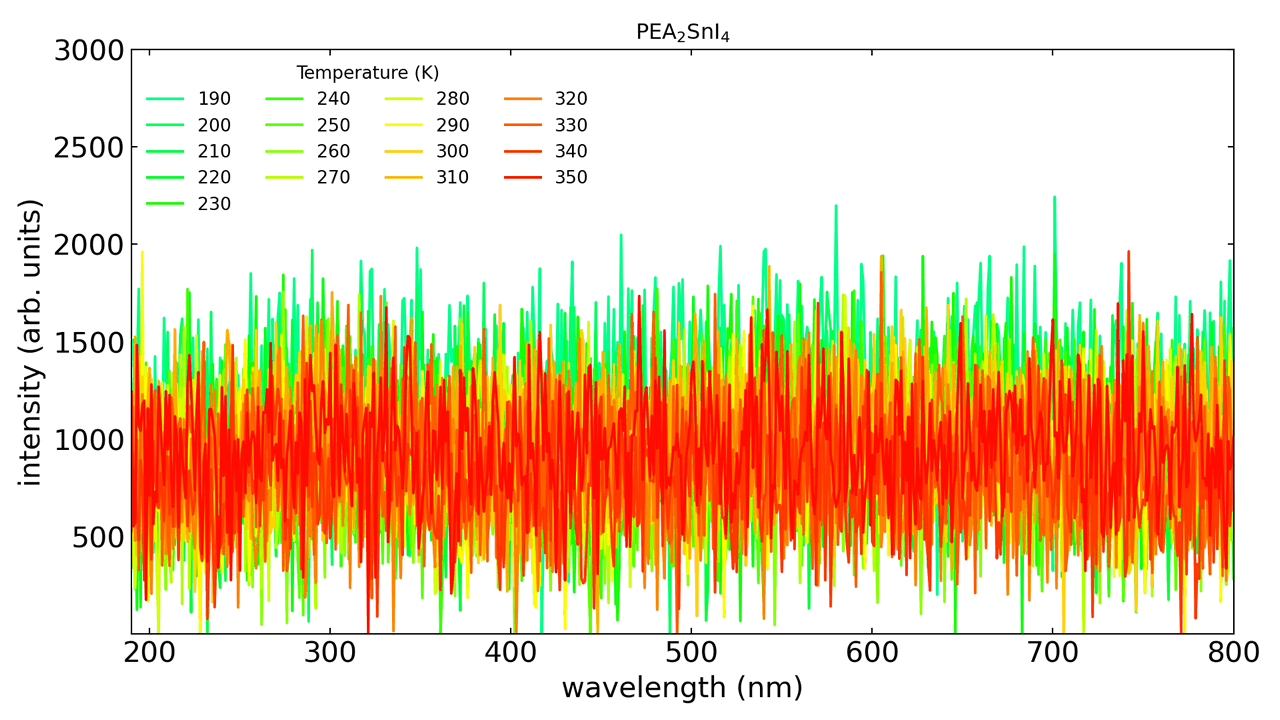 PEA₂SnI₄
3000
2500
2000
1500
1000
500
intensity (arb. units)
Temperature (K)
190 240 280 320
200 250 290 330
210 260 300 340
220 270 310 350
230
200 300 400 500 600 700 800
wavelength (nm)